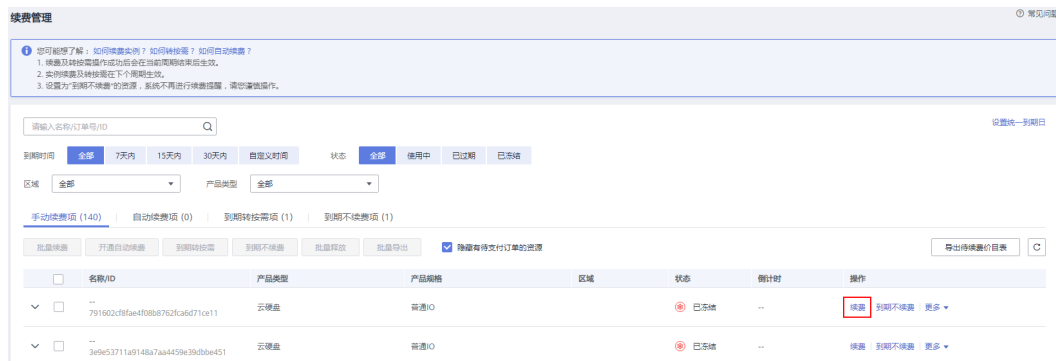 续费管理
常见问题
您可能想了解：如何续费实例？如何转按需？如何自动续费？
1. 续费及转按需操作成功后会在当前周期结束后生效。
2. 实例续费及转按需在下个周期生效。
3. 设置为"到期不续费"的资源，系统不再进行续费提醒，请您谨慎操作。
请输入名称/订单号/ID
设置统一到期日
到期时间 全部 7天内 15天内 30天内 自定义时间 状态 全部 使用中 已过期 已冻结
区域 全部 产品类型 全部
手动续费项 (140) 自动续费项 (0) 到期转按需项 (1) 到期不续费项 (1)
批量续费 开通自动续费 到期转按需 到期不续费 批量释放 批量导出 隐藏有待支付订单的资源 导出待续费价目表
名称/ID 产品类型 产品规格 区域 状态 倒计时 操作
-- 云硬盘 普通IO 已冻结 -- 续费 到期不续费 更多
791602cf8fae4f08b8762fca6d71ce11
-- 云硬盘 普通IO 已冻结 -- 续费 到期不续费 更多
3e9e53711a9148a7aa4459e39dbbe451